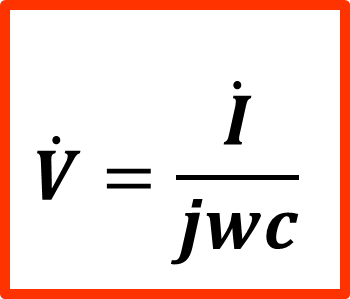 V̇ = İ / jwc